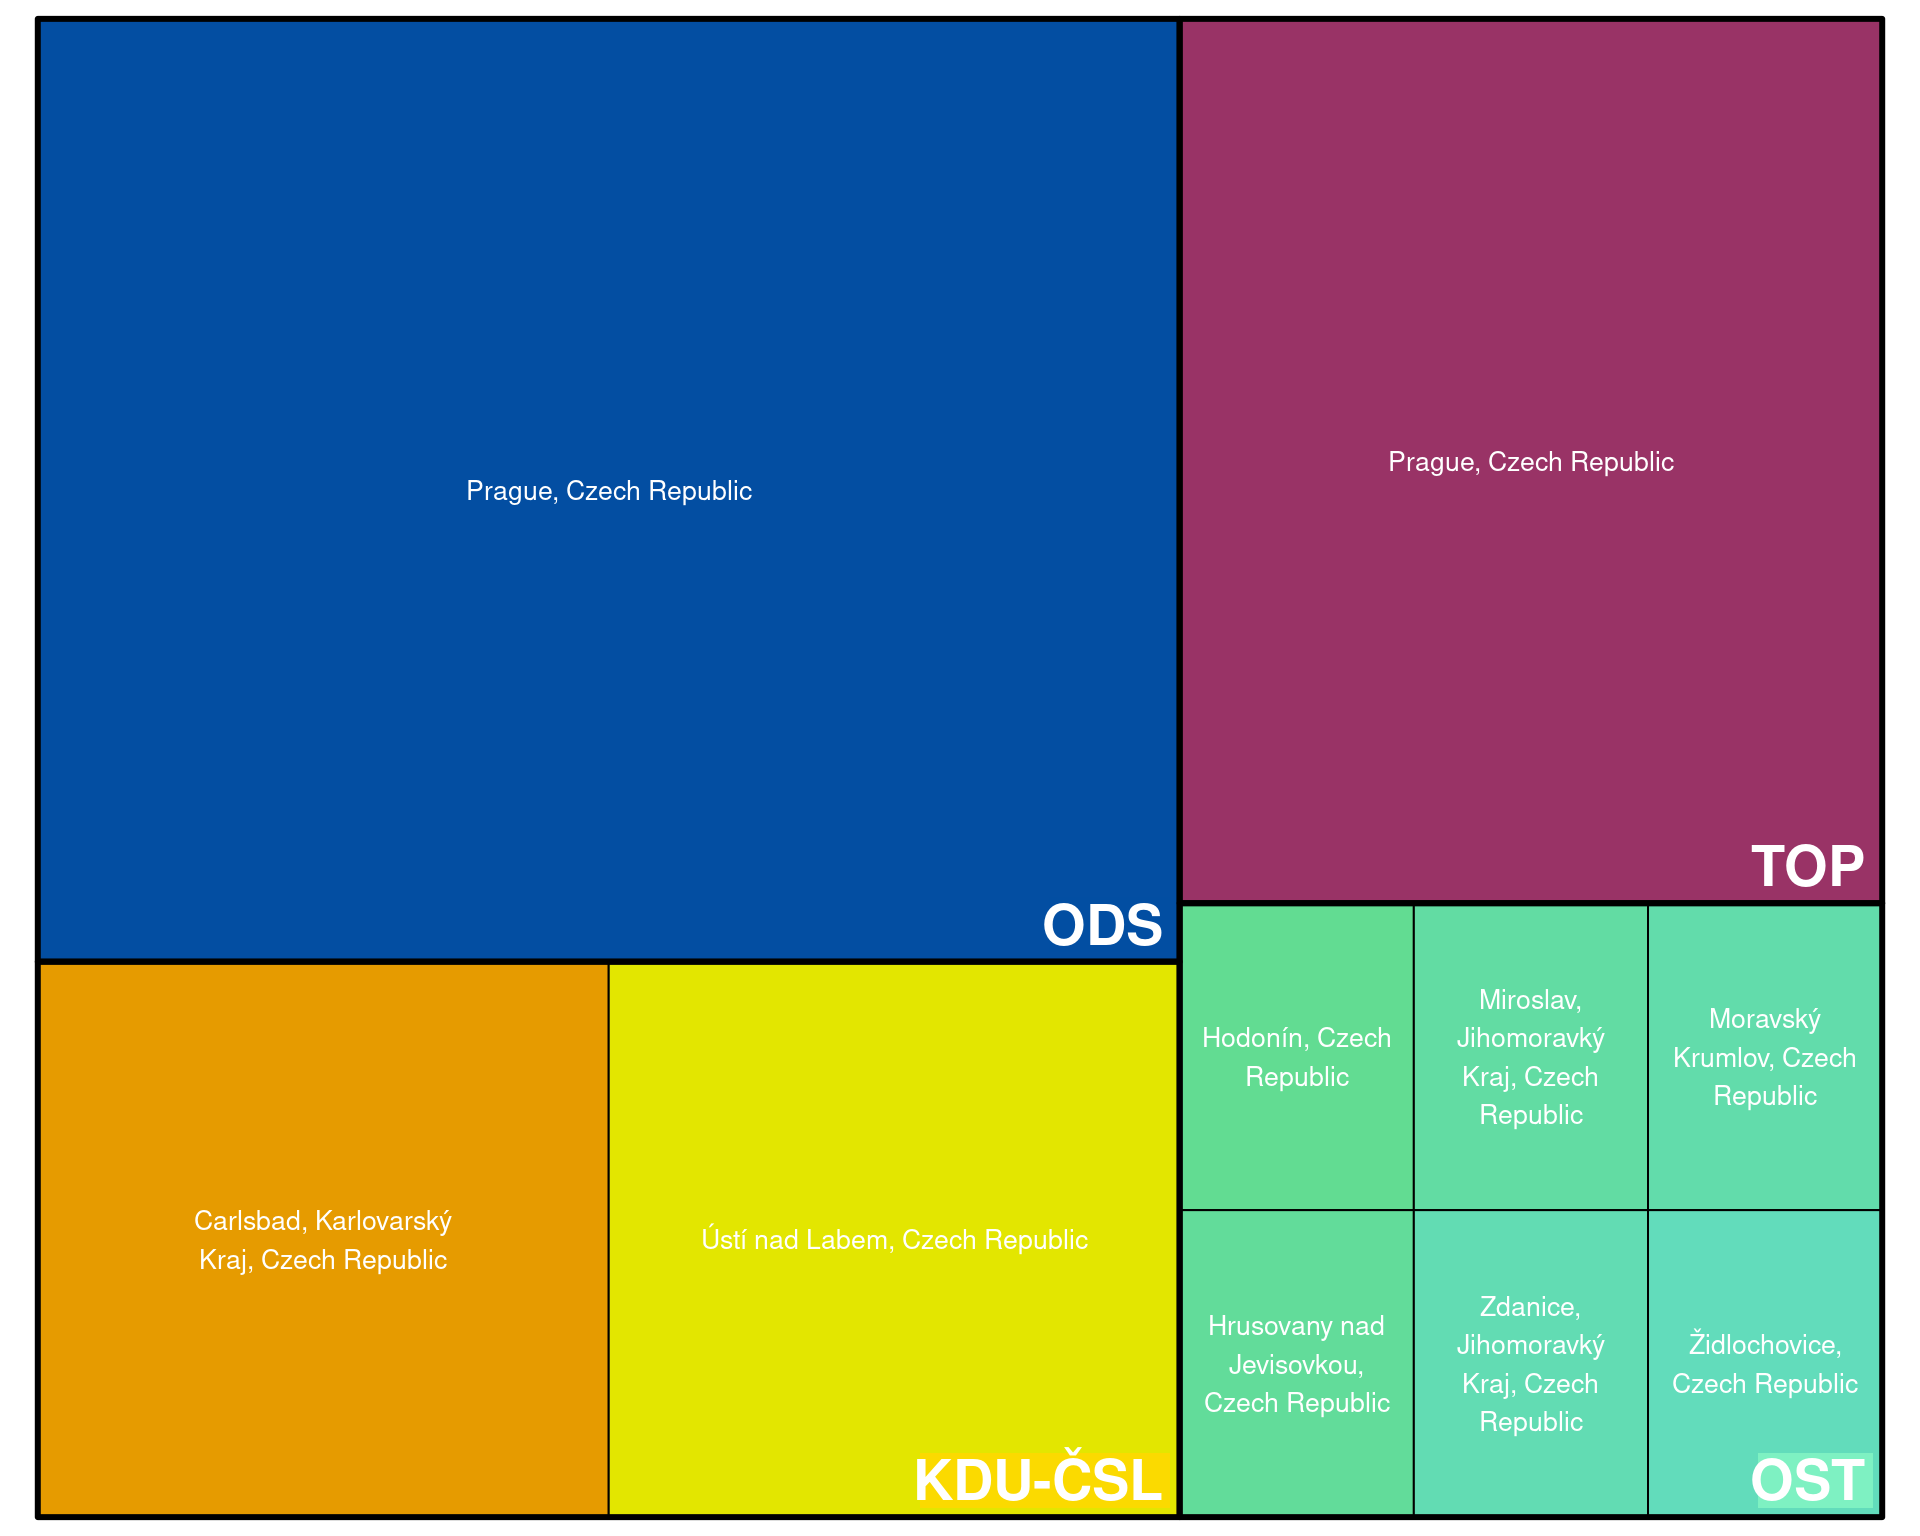 Prague, Czech Republic
ODS
Prague, Czech Republic
TOP
Carlsbad, Karlovarský
Kraj, Czech Republic
Ústí nad Labem, Czech Republic
KDU-ČSL
Hodonín, Czech
Republic
Miroslav,
Jihomoravký
Kraj, Czech
Republic
Moravský
Krumlov, Czech
Republic
Hrusovany nad
Jevisovkou,
Czech Republic
Zdanice,
Jihomoravký
Kraj, Czech
Republic
Židlochovice,
Czech Republic
OST